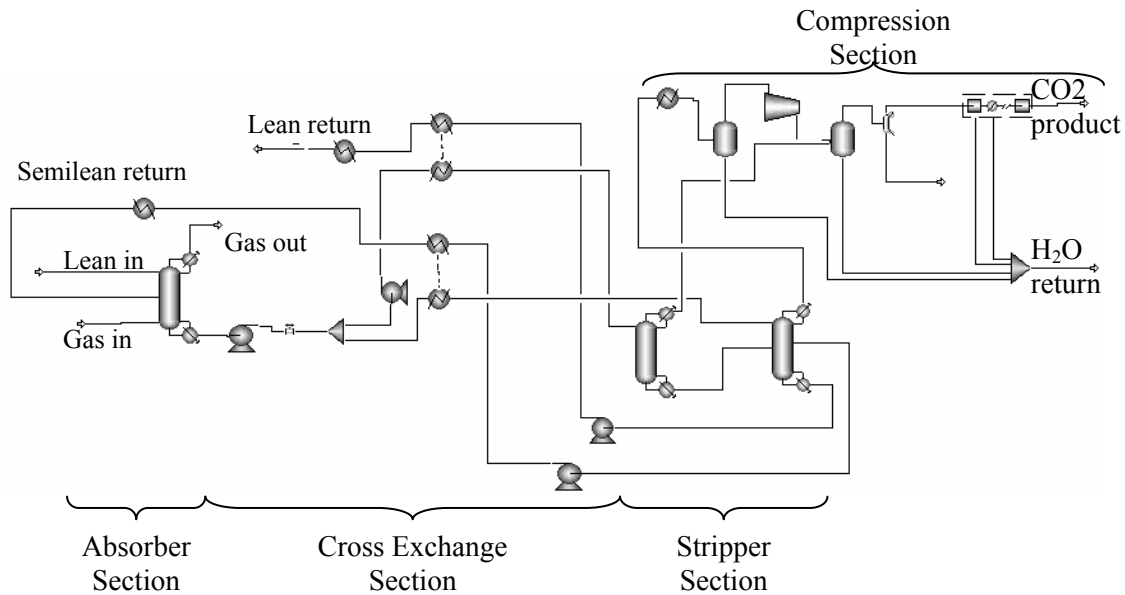 Compression
Section
CO2
product
Lean return
Semilean return
Gas out
Lean in
Gas in
H₂O
return
Absorber
Section
Cross Exchange
Section
Stripper
Section